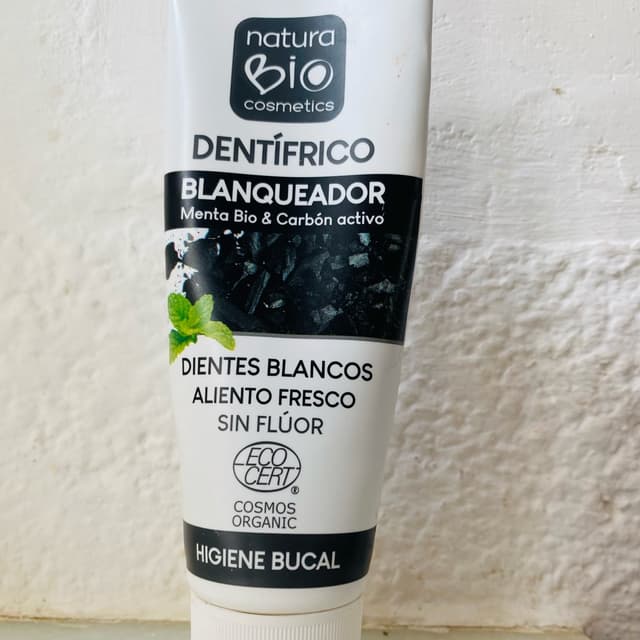 natura
Bio
cosmetics
DENTÍFRICO
BLANQUEADOR
Menta Bio & Carbón activo
DIENTES BLANCOS
ALIENTO FRESCO
SIN FLÚOR
ECO
CERT
®
COSMOS
ORGANIC
HIGIENE BUCAL